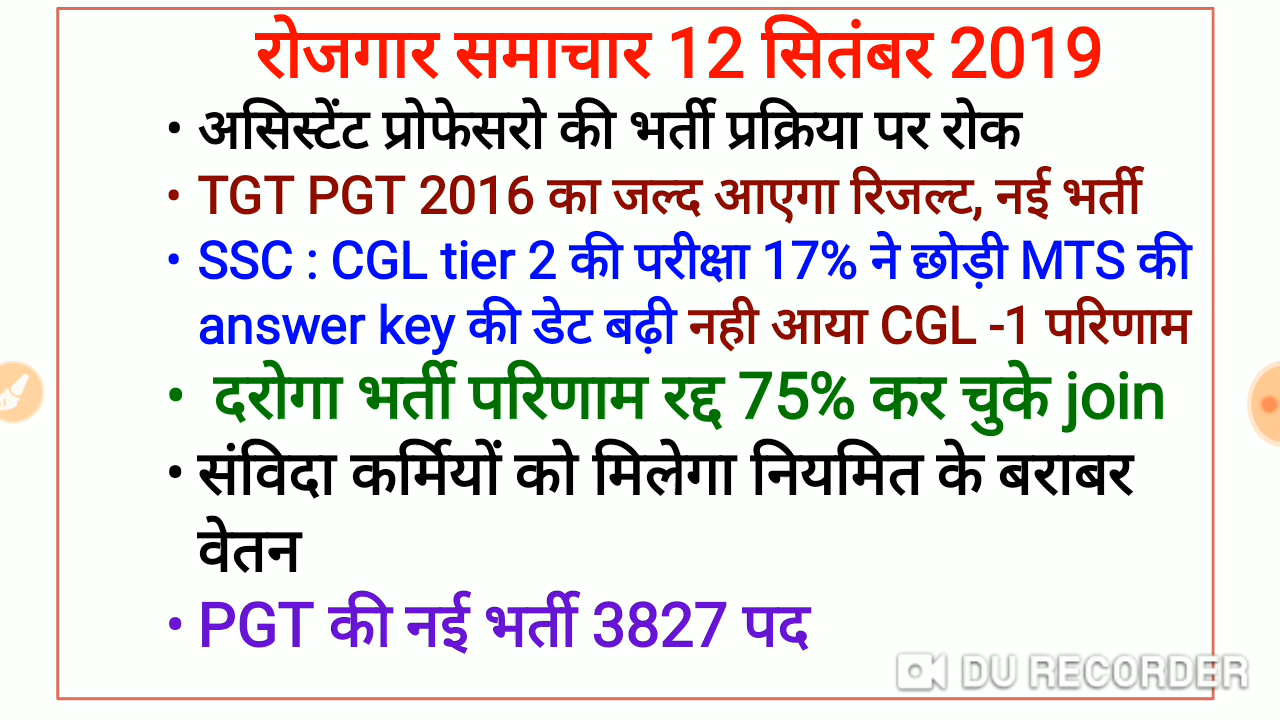 रोजगार समाचार 12 सितंबर 2019
• असिस्टेंट प्रोफेसरो की भर्ती प्रक्रिया पर रोक
• TGT PGT 2016 का जल्द आएगा रिजल्ट, नई भर्ती
• SSC : CGL tier 2 की परीक्षा 17% ने छोड़ी MTS की
answer key की डेट बढ़ी नही आया CGL -1 परिणाम
• दरोगा भर्ती परिणाम रद्द 75% कर चुके join
• संविदा कर्मियों को मिलेगा नियमित के बराबर
वेतन
• PGT की नई भर्ती 3827 पद
DU RECORDER